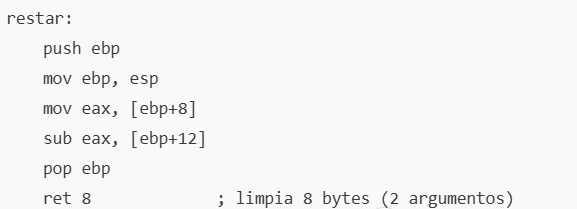 restar:
    push ebp
    mov ebp, esp
    mov eax, [ebp+8]
    sub eax, [ebp+12]
    pop ebp
    ret 8            ; limpia 8 bytes (2 argumentos)